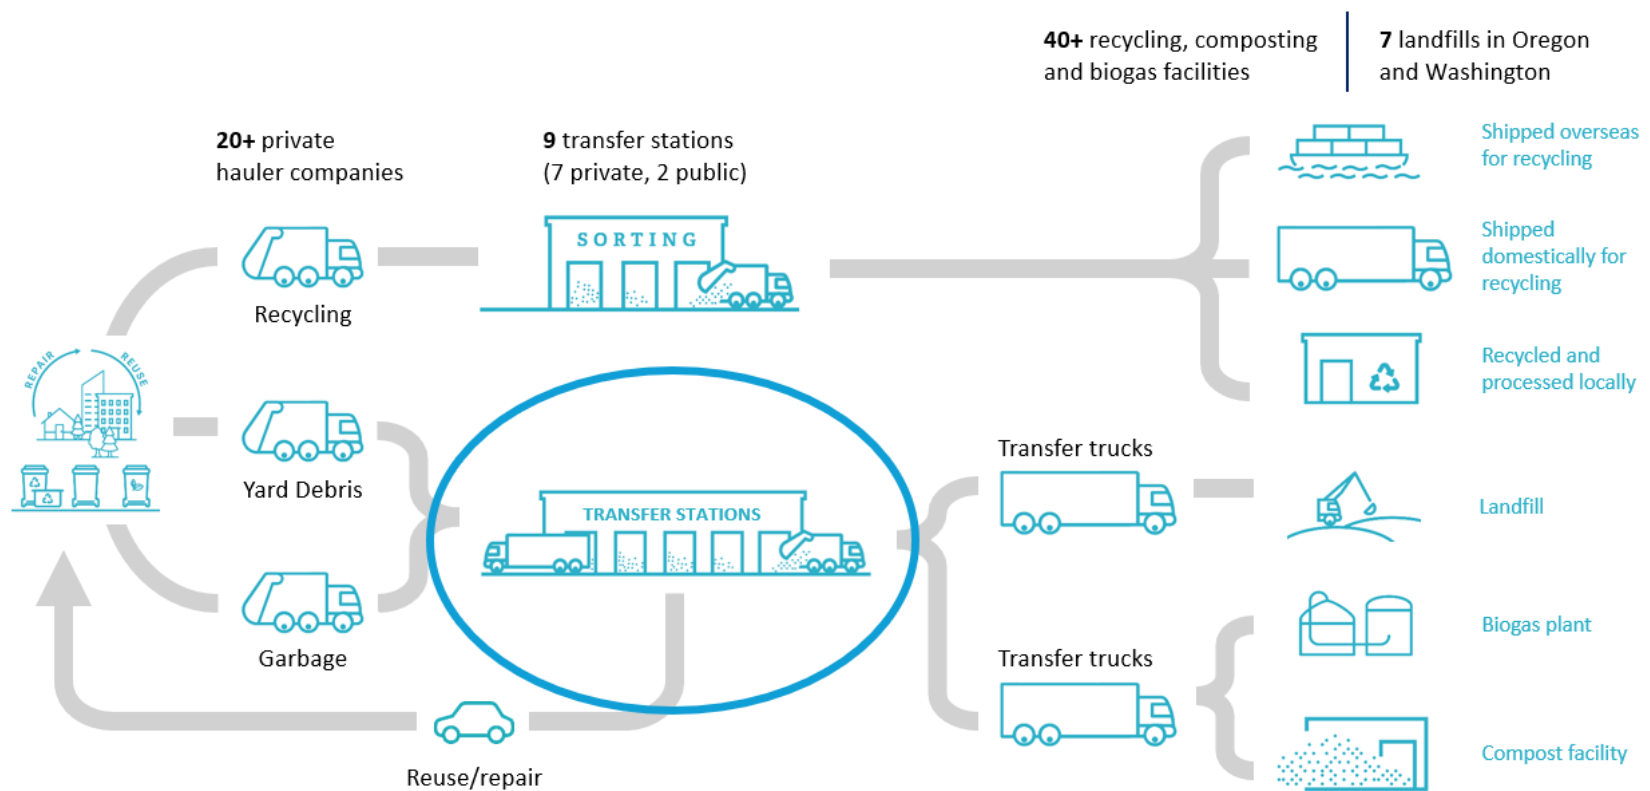 40+ recycling, composting
and biogas facilities
7 landfills in Oregon
and Washington
20+ private
hauler companies
9 transfer stations
(7 private, 2 public)
Shipped overseas
for recycling
SORTING
Shipped
domestically for
recycling
Recycling
REPAIR
REUSE
Recycled and
processed locally
Yard Debris
Transfer trucks
TRANSFER STATIONS
Landfill
Garbage
Transfer trucks
Biogas plant
Reuse/repair
Compost facility